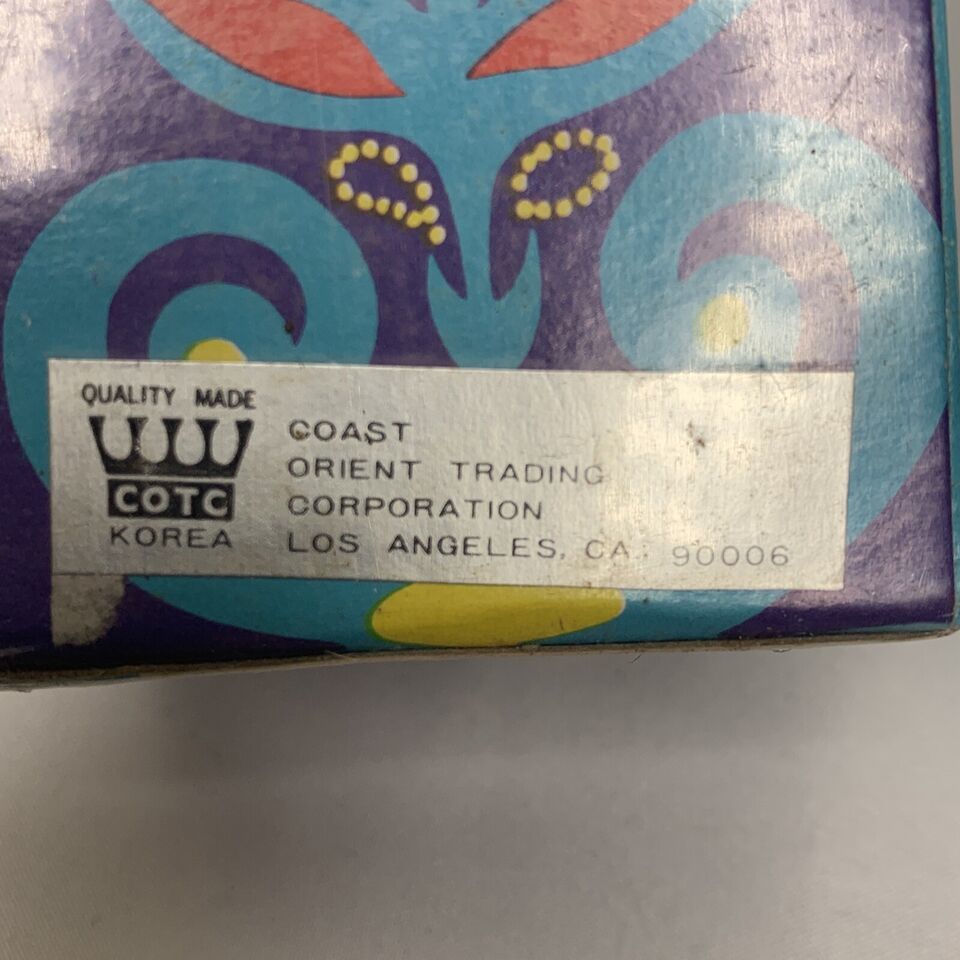 QUALITY MADE
COTC
KOREA
COAST
ORIENT TRADING
CORPORATION
LOS ANGELES, CA. 90006